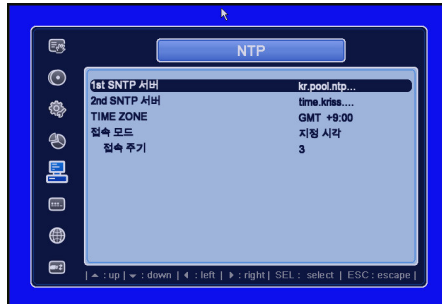 NTP
1st SNTP 서버 kr.pool.ntp...
2nd SNTP 서버 time.kriss....
TIME ZONE GMT +9:00
접속 모드 지정 시각
접속 주기 3
| ▲ : up | ▼ : down | ◀ : left | ▶ : right | SEL : select | ESC : escape |